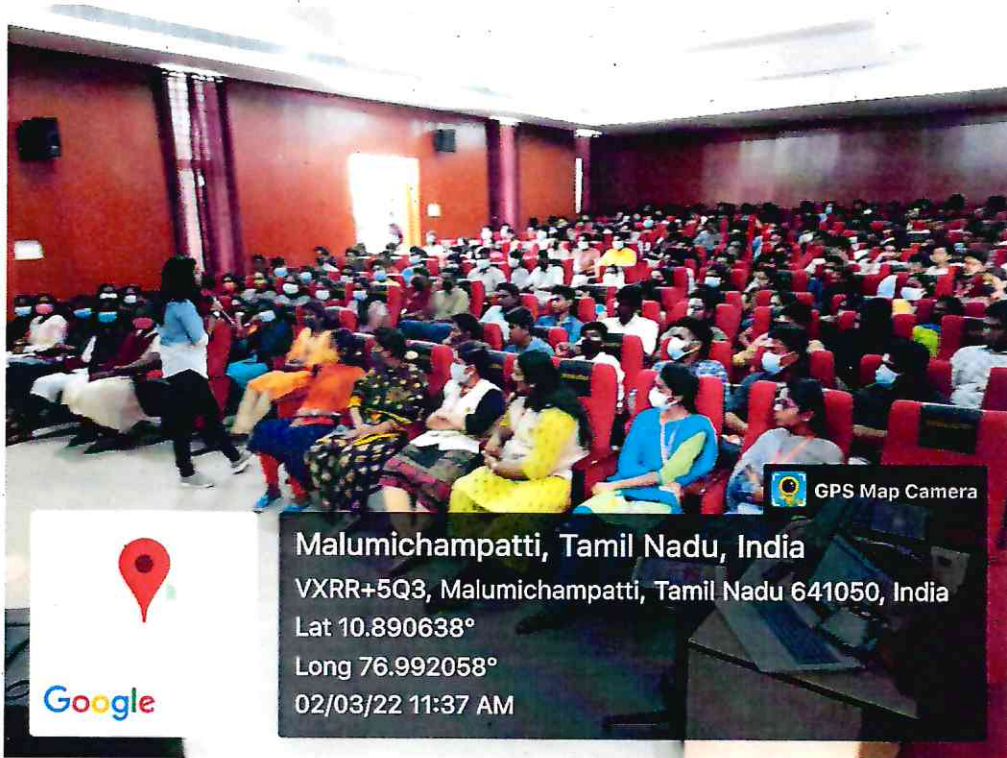 GPS Map Camera
Malumichampatti, Tamil Nadu, India
VXRR+5Q3, Malumichampatti, Tamil Nadu 641050, India
Lat 10.890638°
Long 76.992058°
02/03/22 11:37 AM
Google